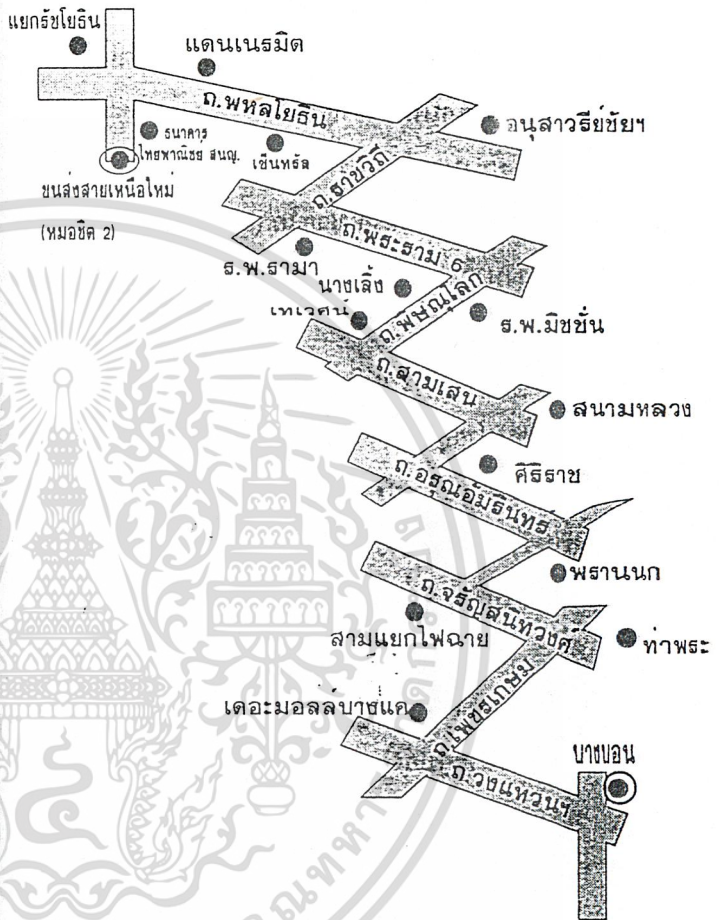 แยกรัชโยธิน
แดนเนรมิต
ถ.พหลโยธิน
อนุสาวรีย์ชัยฯ
ธนาคาร
ไทยพาณิชย์ สนญ.
เซ็นทรัล
ขนส่งสายเหนือใหม่
(หมอชิต 2)
ถ.ราชวิถี
ถ.พระราม 6
ร.พ.รามา
นางเลิ้ง
เทเวศน์
ถ.พิษณุโลก
ร.พ.มิชชั่น
ถ.สามเสน
สนามหลวง
ศิริราช
ถ.อรุณอัมรินทร์
พรานนก
ถ.จรัญสนิทวงศ์
สามแยกไฟฉาย
ท่าพระ
ถ.เพชรเกษม
เดอะมอลล์บางแค
บางบอน
ถ.วงแหวนฯ